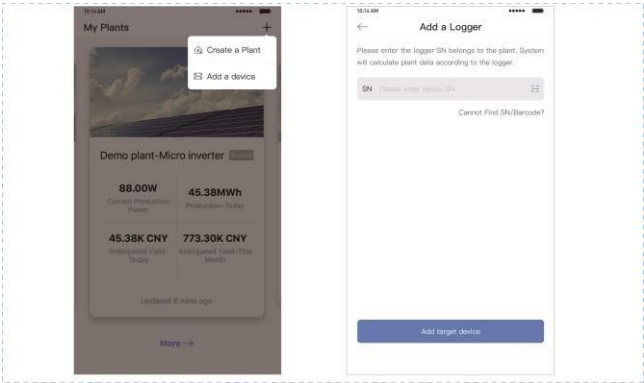 10:14 AM
My Plants
+
Create a Plant
Add a device
Demo plant-Micro inverter
88.00W
Current Production Power
45.38MWh
Production-Today
45.38K CNY
Anticipated Yield-Today
773.30K CNY
Anticipated Yield-This Month
Updated 6 mins ago
More →
10:14 AM
← Add a Logger
Please enter the logger SN belongs to the plant. System
will calculate plant data according to the logger.
SN Please enter device SN
Cannot Find SN/Barcode?
Add target device